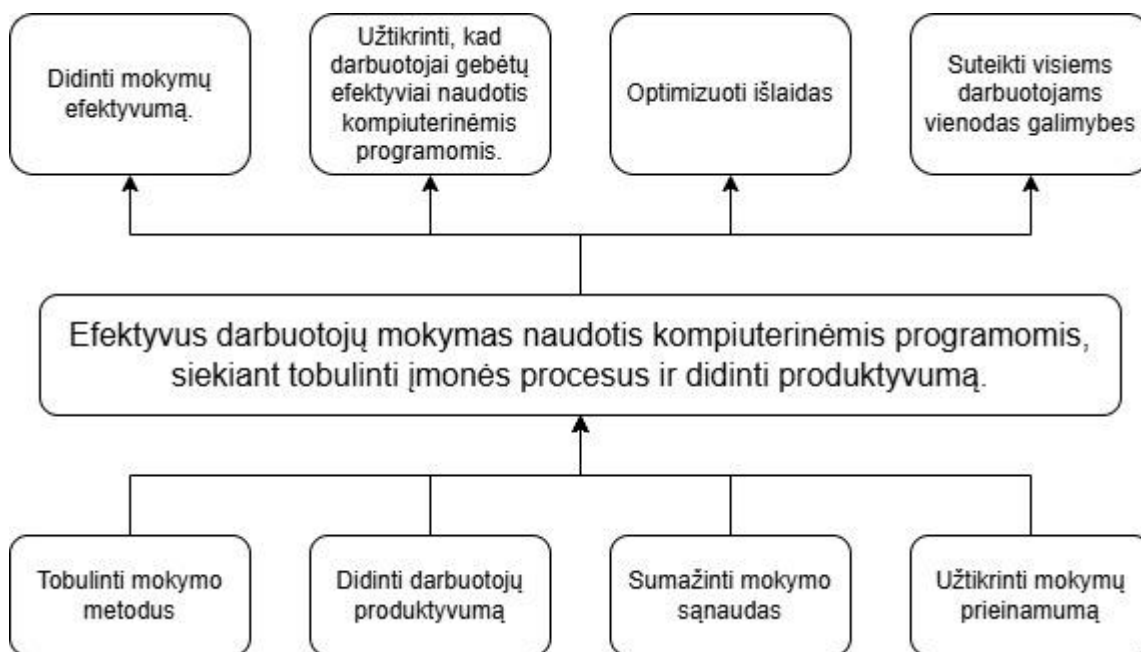 Didinti mokymų
efektyvumą.
Užtikrinti, kad
darbuotojai gebėtų
efektyviai naudotis
kompiuterinėmis
programomis.
Optimizuoti išlaidas
Suteikti visiems
darbuotojams
vienodas galimybes
Efektyvus darbuotojų mokymas naudotis kompiuterinėmis programomis,
siekiant tobulinti įmonės procesus ir didinti produktyvumą.
Tobulinti mokymo
metodus
Didinti darbuotojų
produktyvumą
Sumažinti mokymo
sąnaudas
Užtikrinti mokymų
prieinamumą